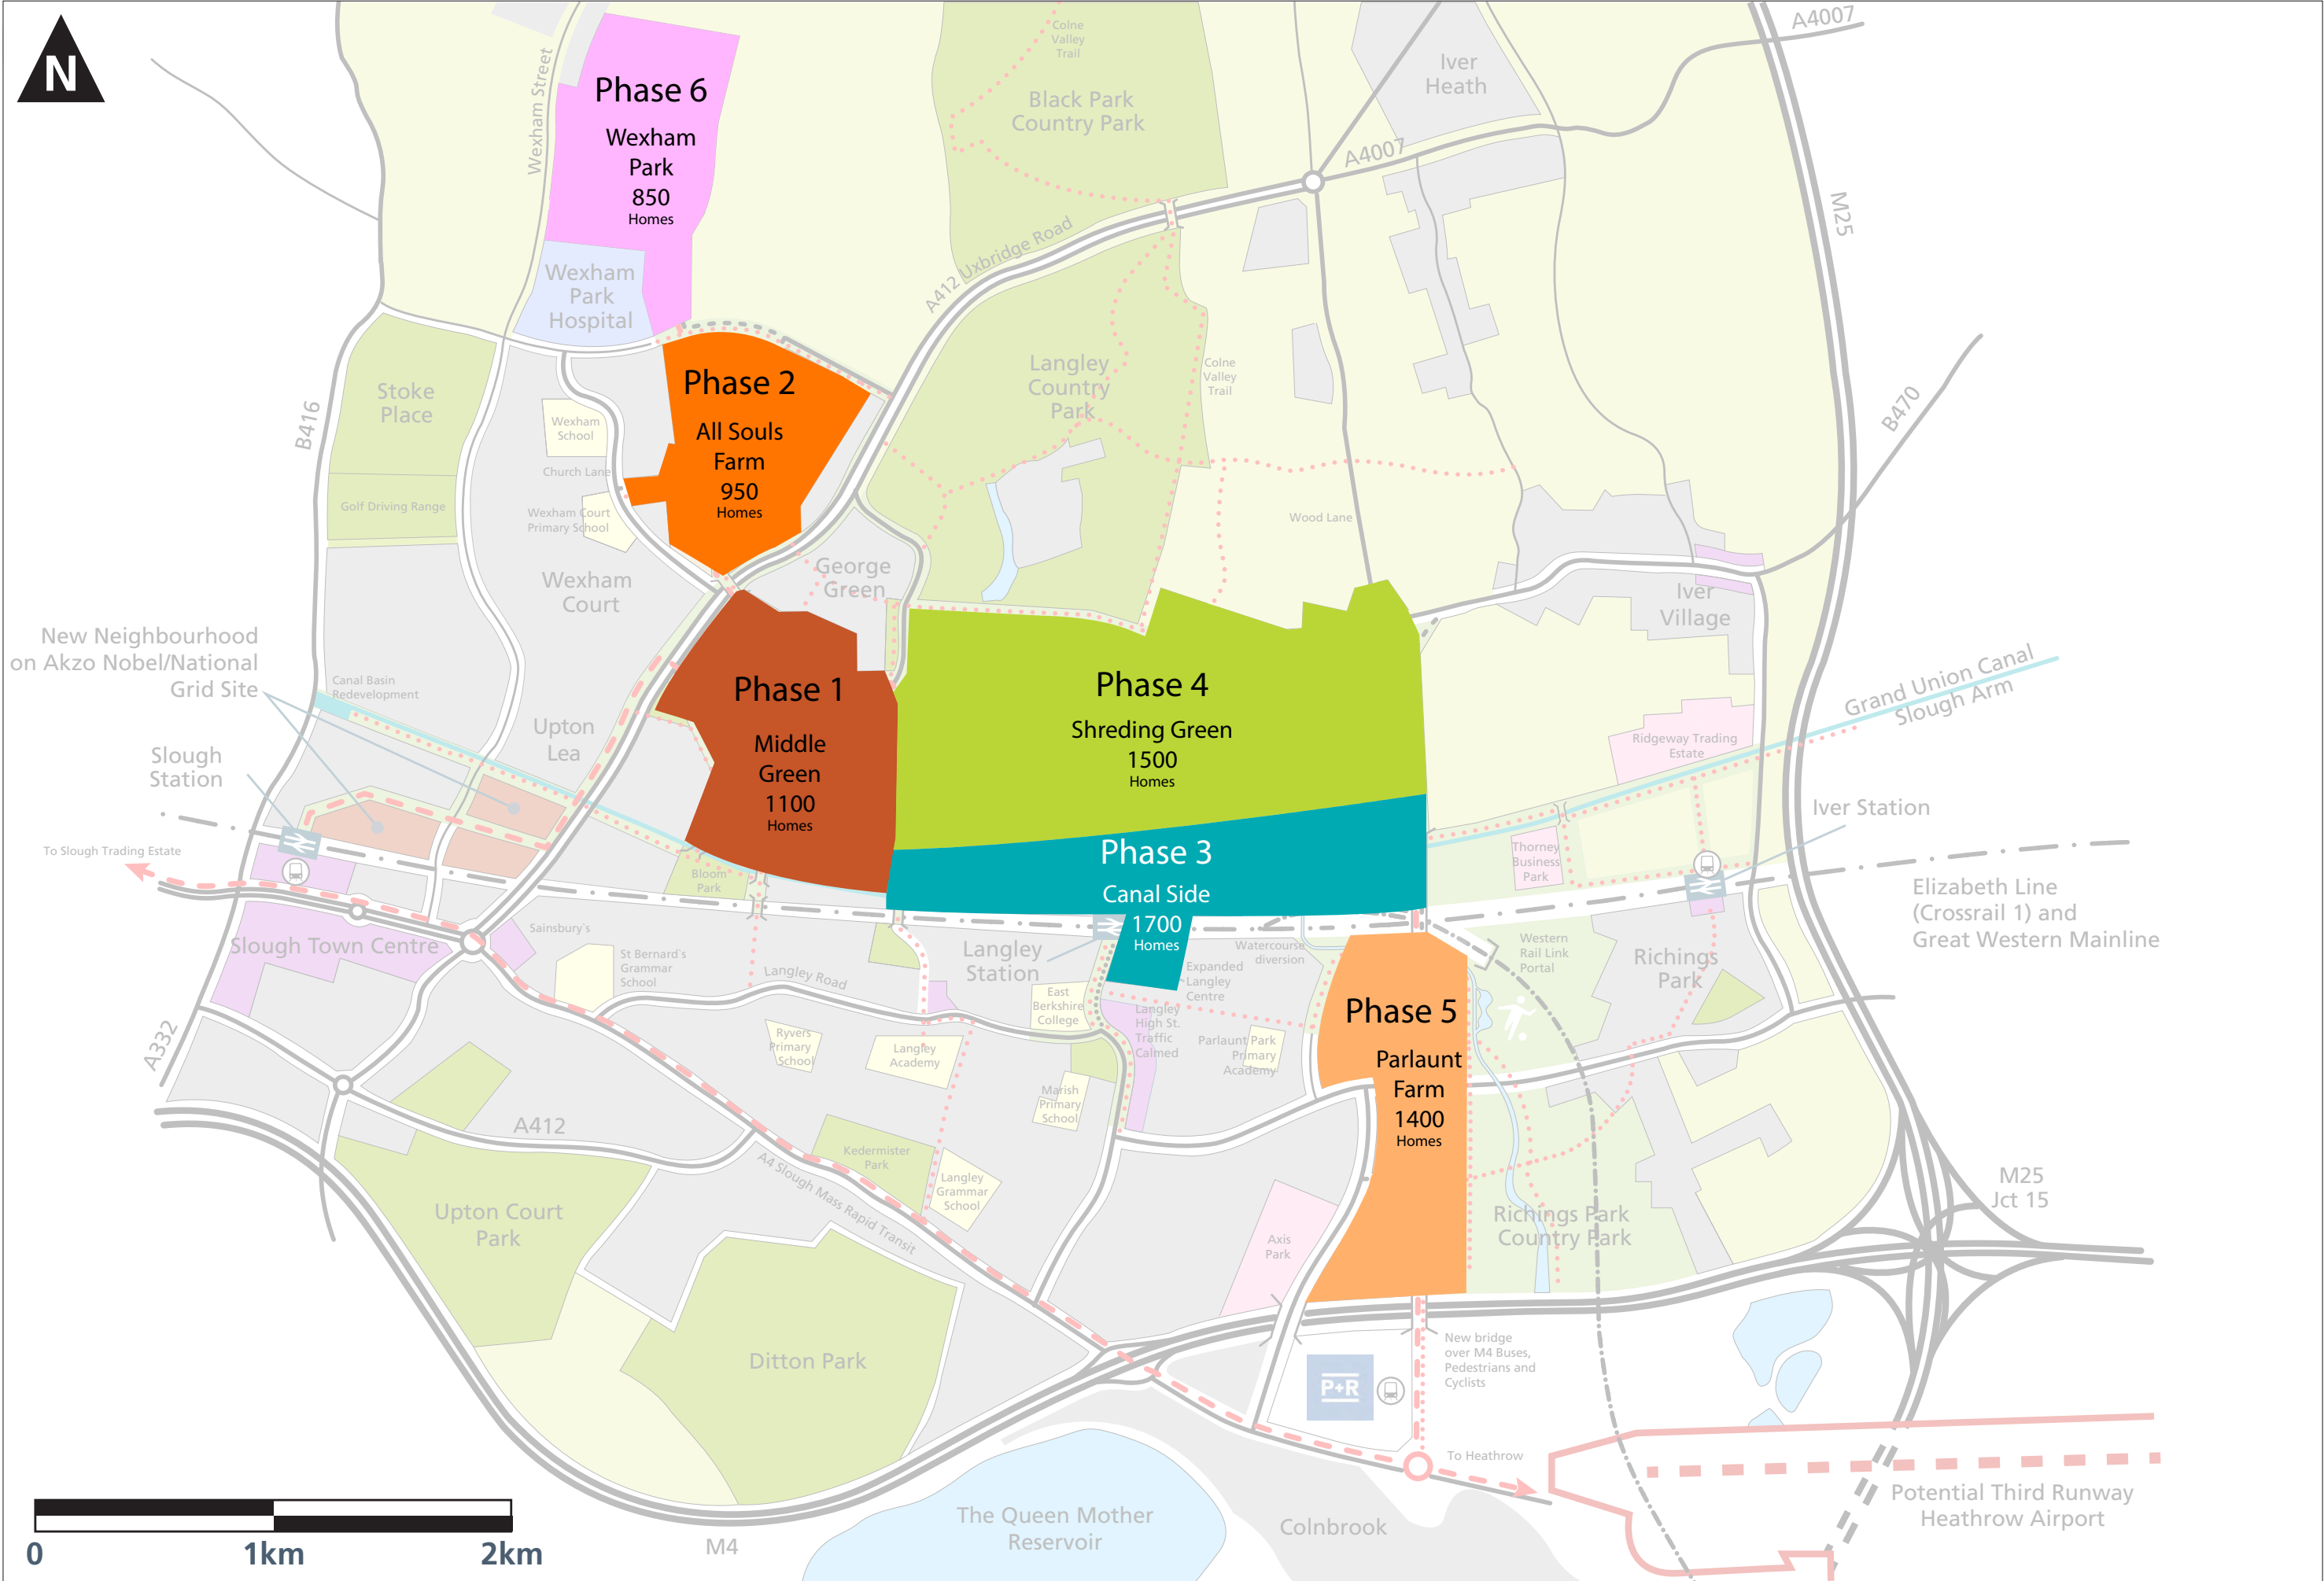 N
A4007
Colne
Valley
Trail
Iver
Heath
Wexham Street
Phase 6
Wexham
Park
850
Homes
Black Park
Country Park
A4007
M25
A412 Uxbridge Road
Wexham
Park
Hospital
Stoke
Place
B416
Phase 2
All Souls
Farm
950
Homes
Langley
Country
Park
Colne
Valley
Trail
B470
Wexham
School
Church Lane
Golf Driving Range
Wexham Court
Primary School
Wood Lane
Wexham
Court
George
Green
Iver
Village
New Neighbourhood
on Akzo Nobel/National
Grid Site
Canal Basin
Redevelopment
Upton
Lea
Phase 1
Middle
Green
1100
Homes
Phase 4
Shreding Green
1500
Homes
Grand Union Canal
Slough Arm
Ridgeway Trading
Estate
Slough
Station
Iver Station
To Slough Trading Estate
Bloom
Park
Phase 3
Canal Side
1700
Homes
Thorney
Business
Park
Elizabeth Line
(Crossrail 1) and
Great Western Mainline
Slough Town Centre
Sainsbury's
St Bernard's
Grammar
School
Langley Road
Langley
Station
Watercourse
diversion
Expanded
Langley
Centre
Western
Rail Link
Portal
Richings
Park
East
Berkshire
College
Langley
High St.
Traffic
Calmed
Phase 5
Parlaunt
Farm
1400
Homes
A332
Ryvers
Primary
School
Langley
Academy
Parlaunt Park
Primary
Academy
Marish
Primary
School
A412
Kedermister
Park
A4 Slough Mass Rapid Transit
Langley
Grammar
School
M25
Jct 15
Upton Court
Park
Axis
Park
Richings Park
Country Park
Ditton Park
P+R
New bridge
over M4 Buses,
Pedestrians and
Cyclists
To Heathrow
Potential Third Runway
Heathrow Airport
The Queen Mother
Reservoir
Colnbrook
M4
0
1km
2km